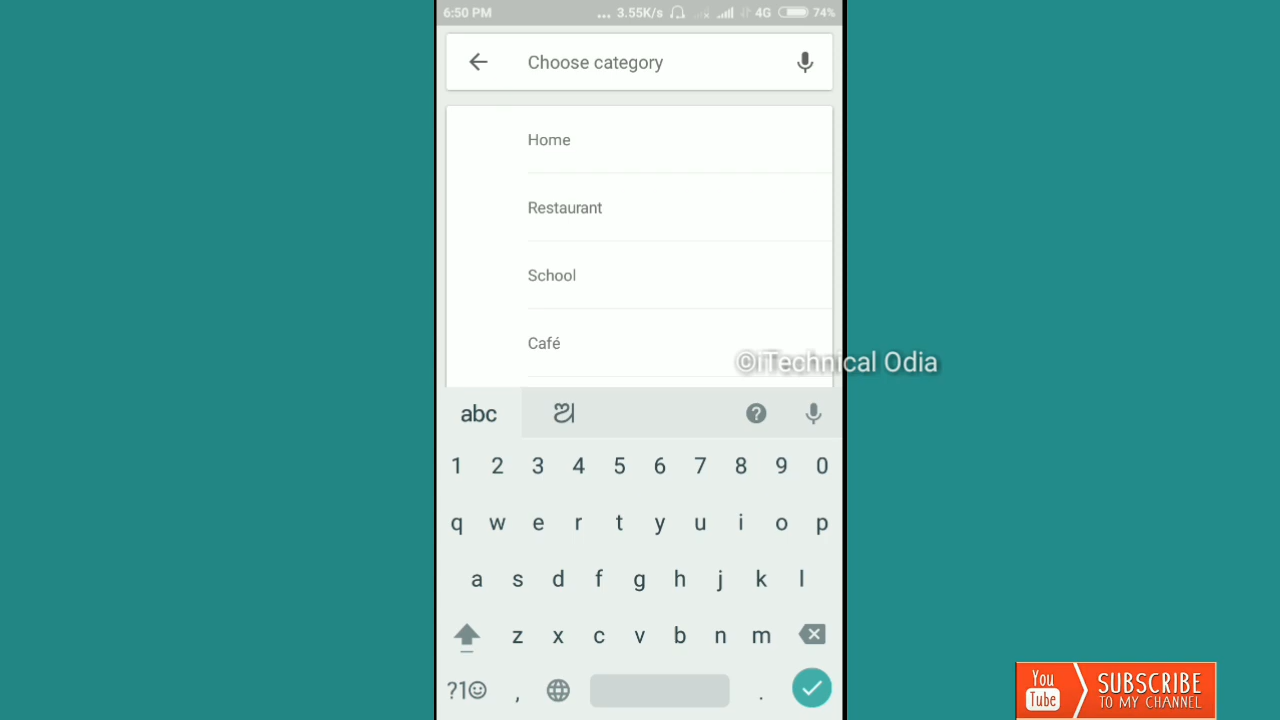 6:50 PM ... 3.55K/s 4G 74%
Choose category
Home
Restaurant
School
Café
©iTechnical Odia
abc ଅ
1 2 3 4 5 6 7 8 9 0
q w e r t y u i o p
a s d f g h j k l
z x c v b n m
?1☺ , .
You Tube
SUBSCRIBE
TO MY CHANNEL